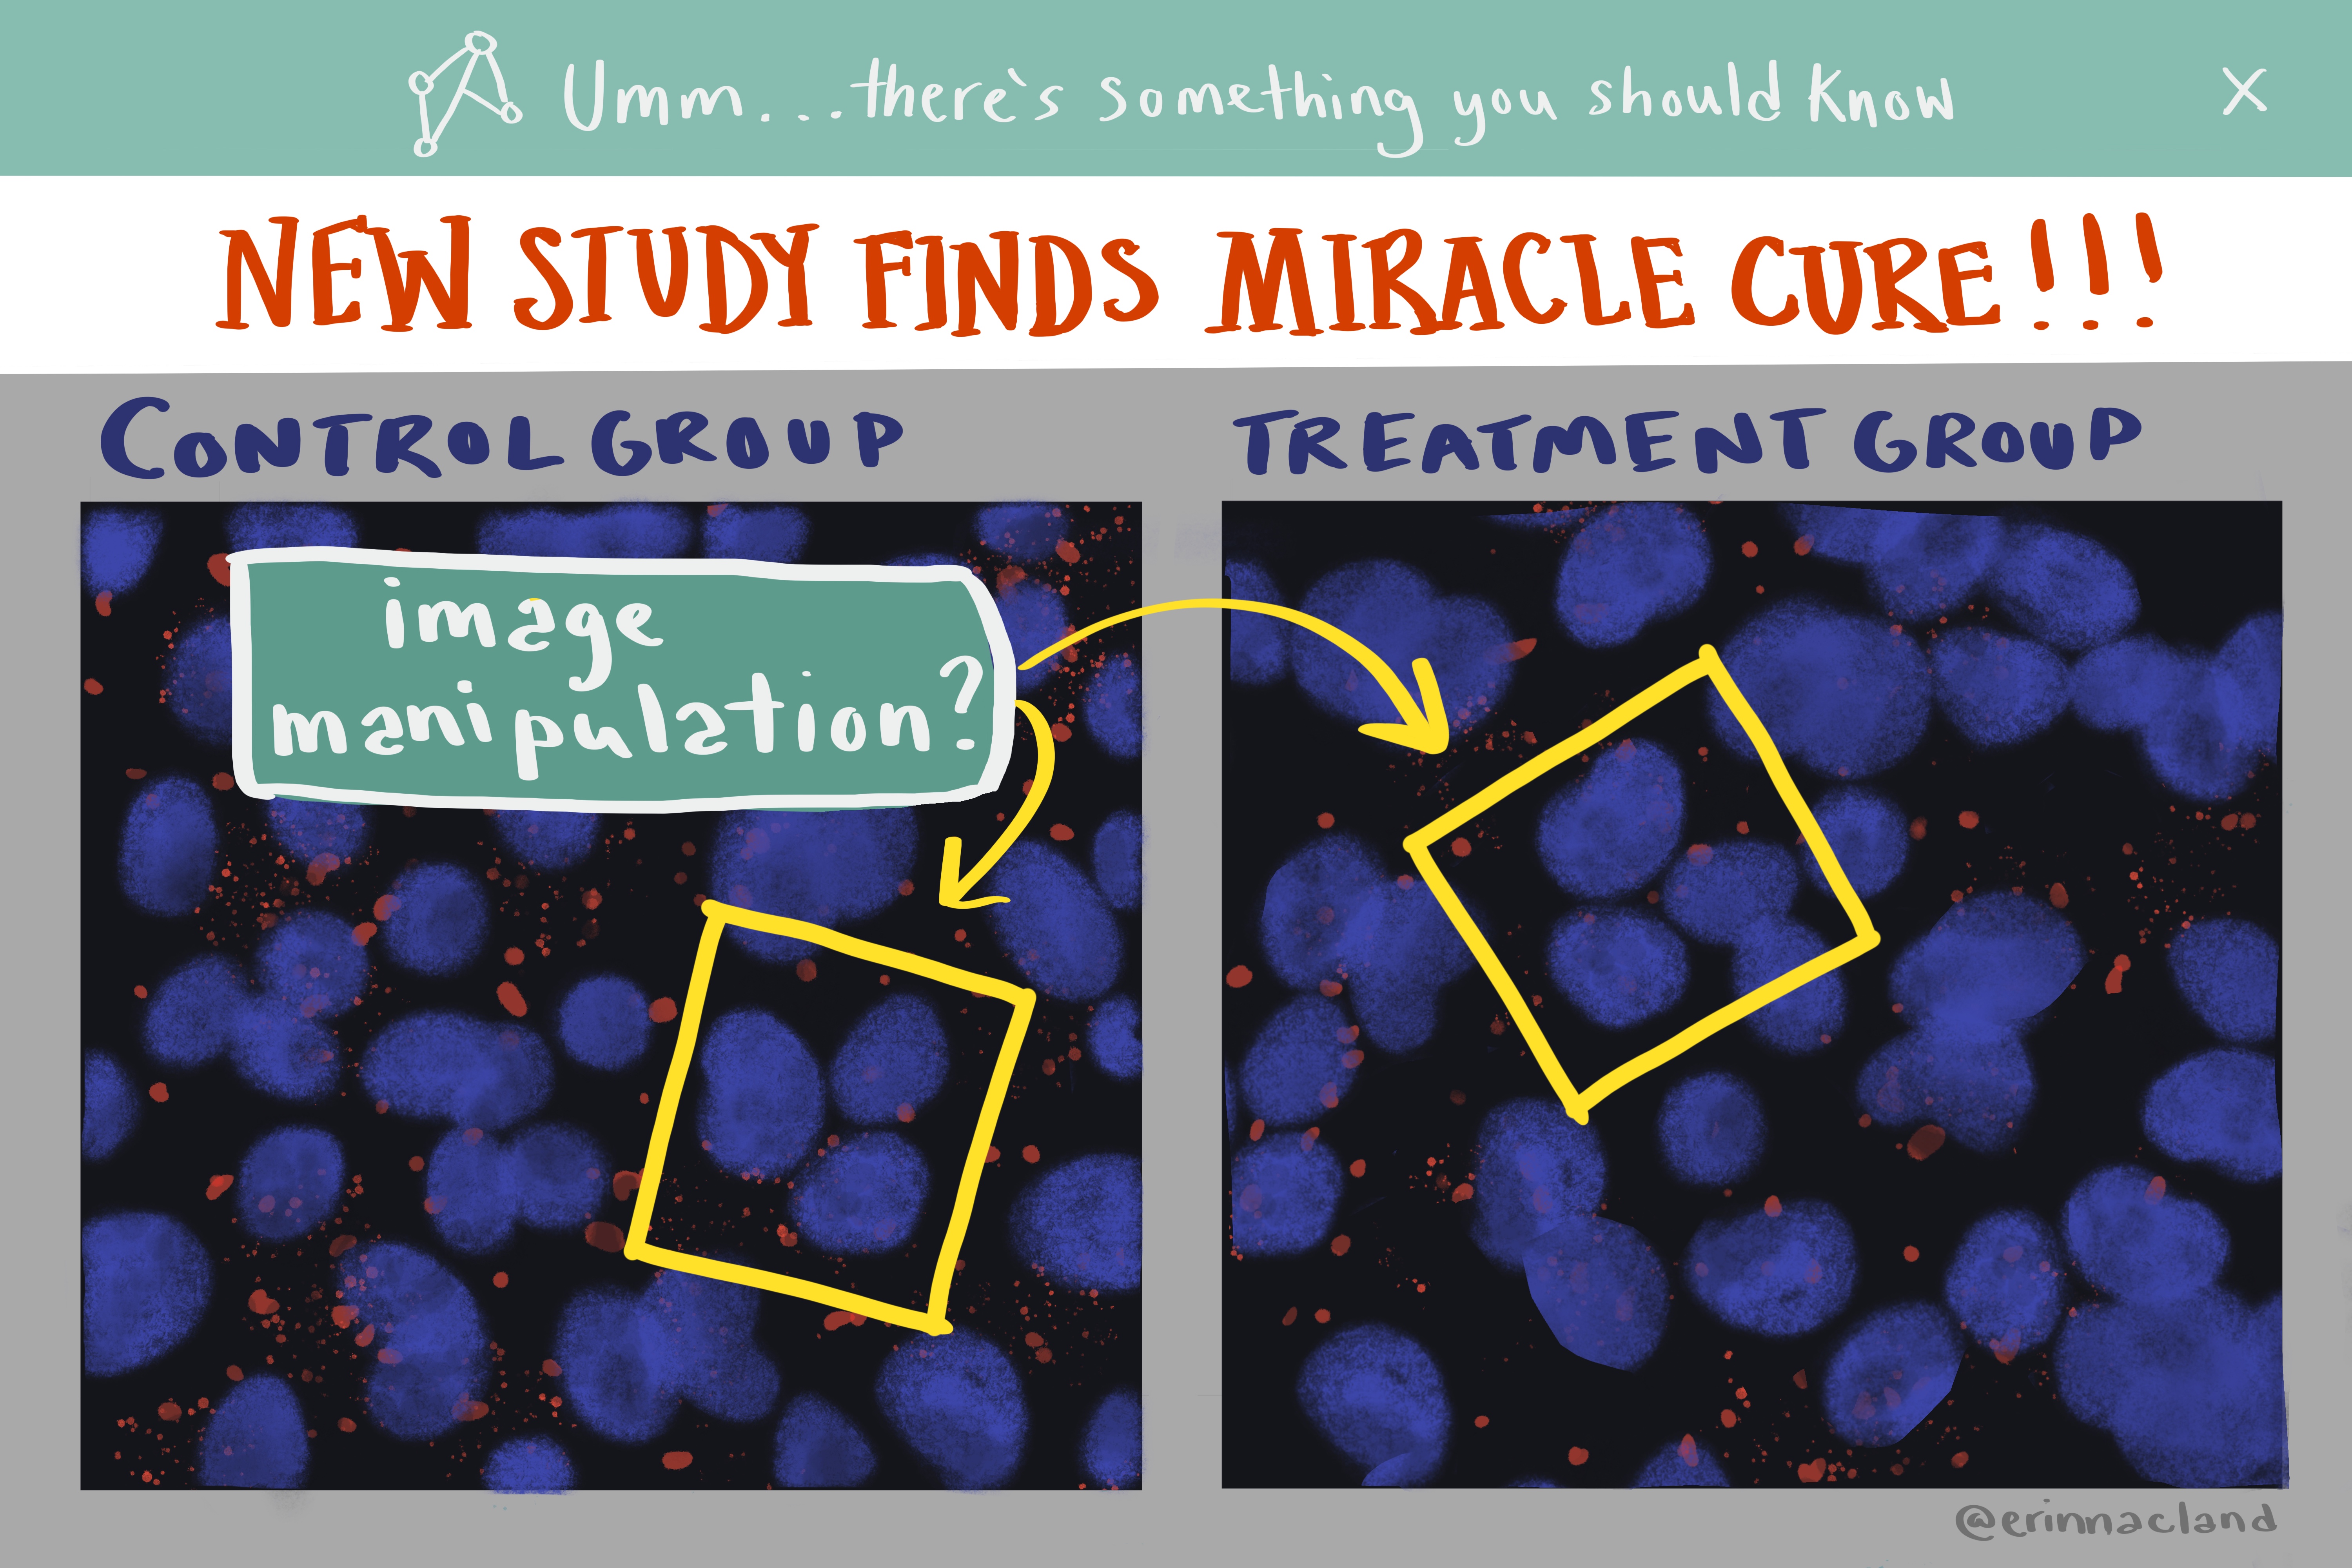 Umm...there's something you should know X
NEW STUDY FINDS MIRACLE CURE!!!
CONTROL GROUP
TREATMENT GROUP
image
manipulation?
@erinnacland